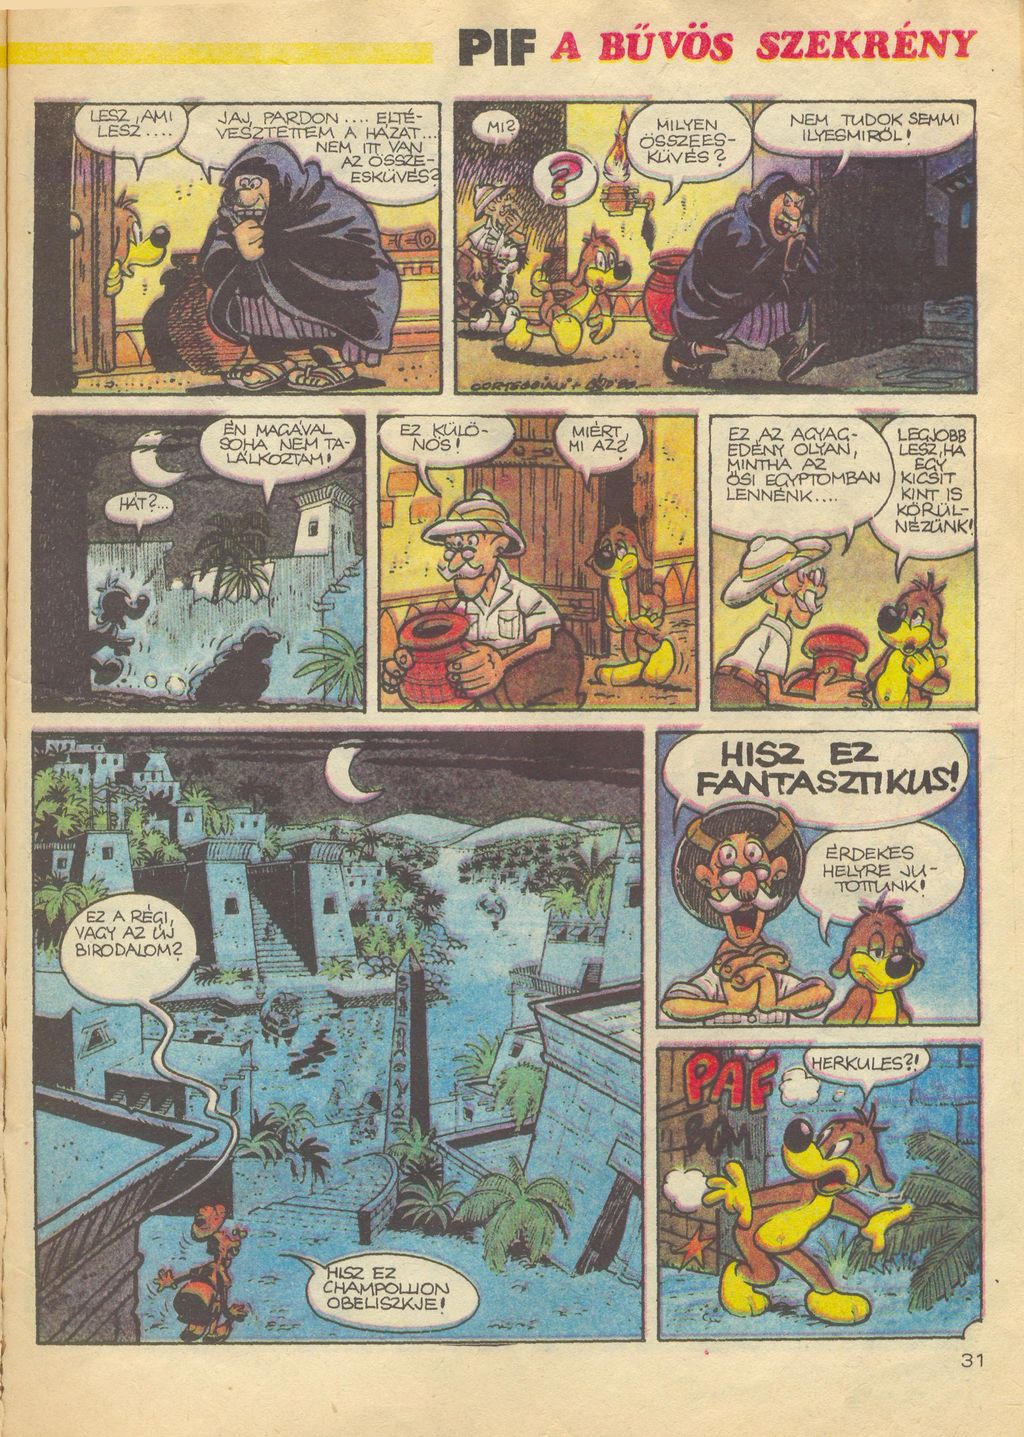 PIF A BŰVÖS SZEKRÉNY
LESZ, AMI
LESZ....
JAJ, PARDON.... ELTÉ-
VESZTETTEM A HÁZAT...
NEM ITT VAN
AZ ÖSSZE-
ESKÜVÉS?
MI?
?
MILYEN
ÖSSZEES-
KÜVÉS?
NEM TUDOK SEMMI
ILYESMIRŐL!
HÁT?...
ÉN MAGÁVAL
SOHA NEM TA-
LÁLKOZTAM!
EZ KÜLÖ-
NÖS!
MIÉRT,
MI AZ?
EZ AZ AGYAG-
EDÉNY OLYAN,
MINTHA AZ
ŐSI EGYPTOMBAN
LENNÉNK....
LEGJOBB
LESZ, HA
EGY
KICSIT
KINT IS
KÖRÜL-
NÉZÜNK!
EZ A RÉGI,
VAGY AZ ÚJ
BIRODALOM?
HISZ EZ
CHAMPOLLION
OBELISZKJE!
HISZ EZ
FANTASZTIKUS!
ÉRDEKES
HELYRE JU-
TOTTUNK!
PAF
BÜM
HERKULES?!
31